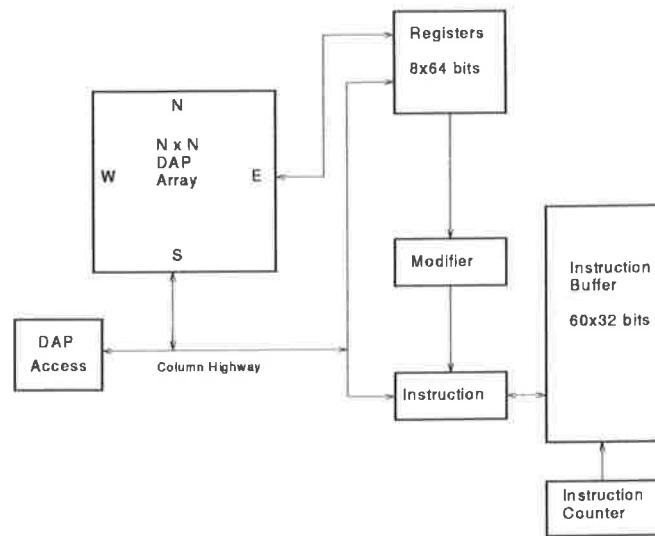 Registers
8x64 bits
N
N x N
DAP
Array
W
E
S
Modifier
Instruction
Buffer
60x32 bits
DAP
Access
Column Highway
Instruction
Instruction
Counter